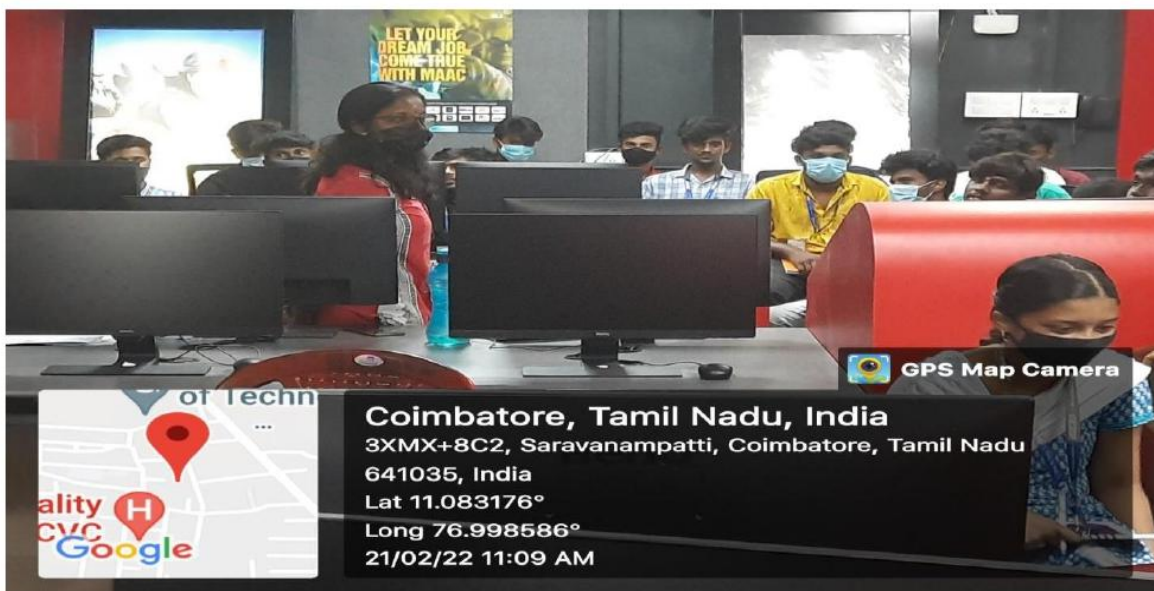 LET YOUR
DREAM JOB
COME TRUE
WITH MAAC
GPS Map Camera
of Techn
ality
H
CVC
Google
Coimbatore, Tamil Nadu, India
3XMX+8C2, Saravanampatti, Coimbatore, Tamil Nadu
641035, India
Lat 11.083176°
Long 76.998586°
21/02/22 11:09 AM